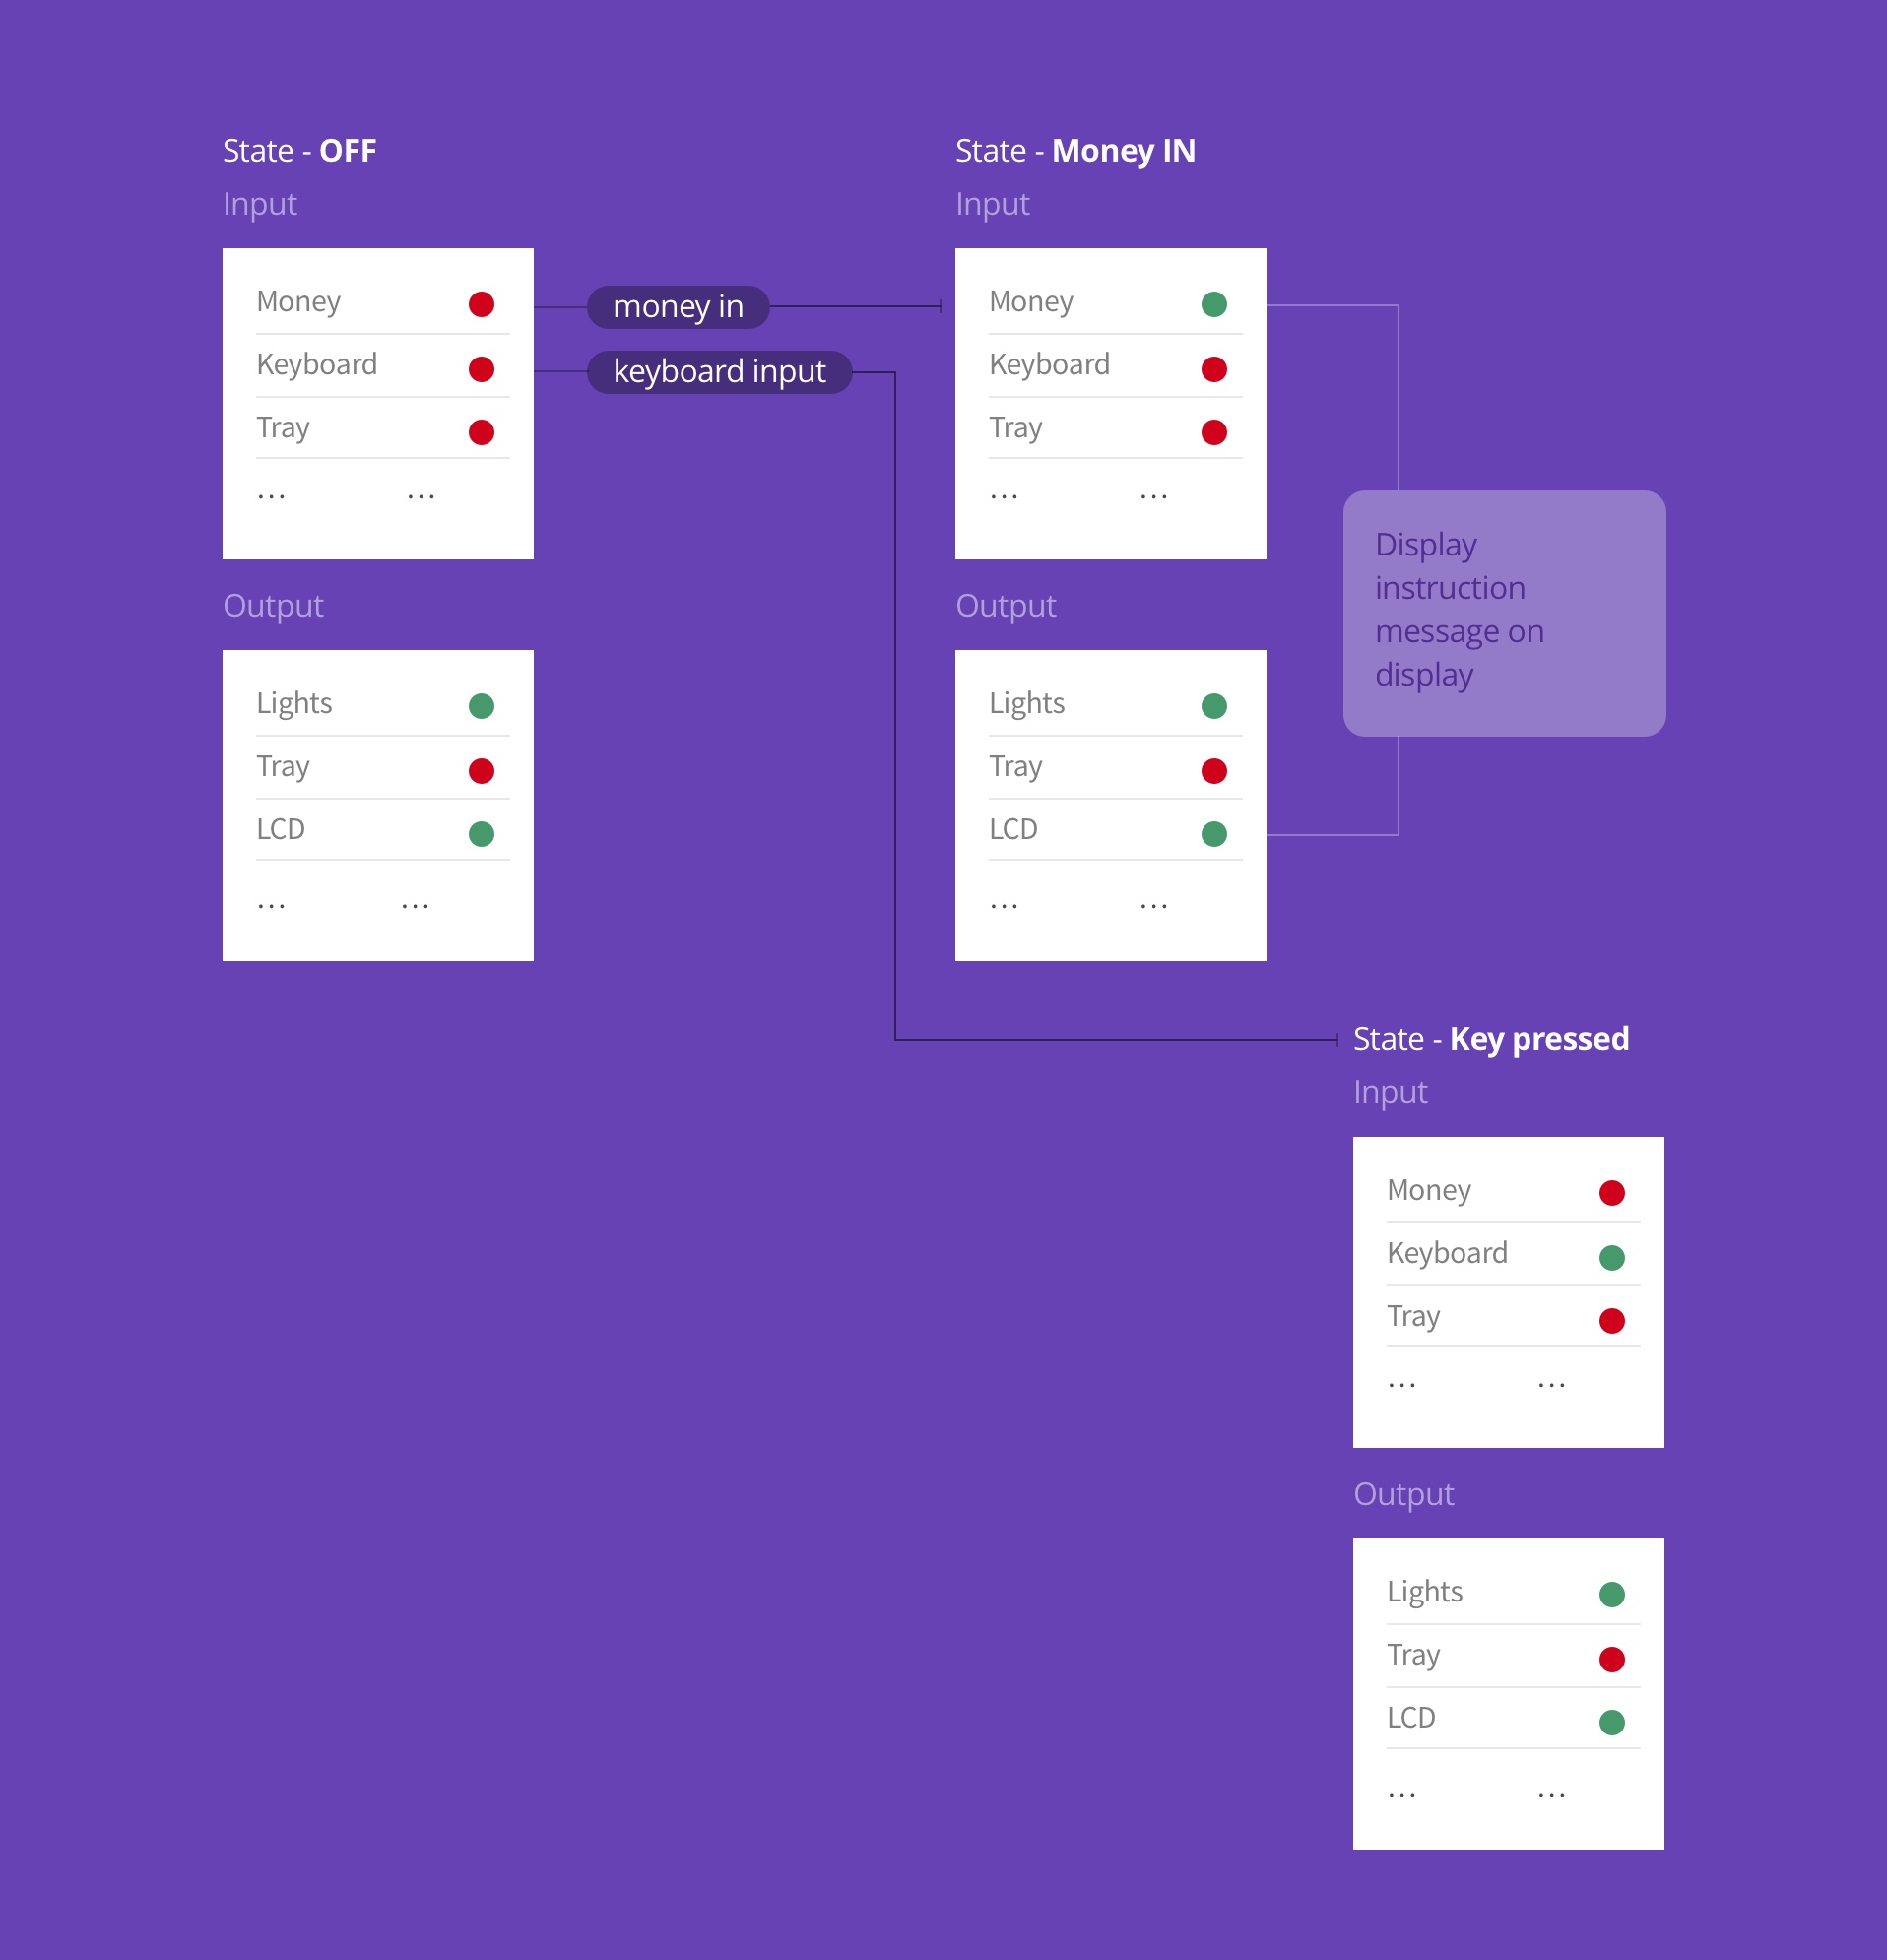 State - OFF
Input
Money
Keyboard
Tray
... ...
Output
Lights
Tray
LCD
... ...
money in
keyboard input
State - Money IN
Input
Money
Keyboard
Tray
... ...
Output
Lights
Tray
LCD
... ...
Display
instruction
message on
display
State - Key pressed
Input
Money
Keyboard
Tray
... ...
Output
Lights
Tray
LCD
... ...